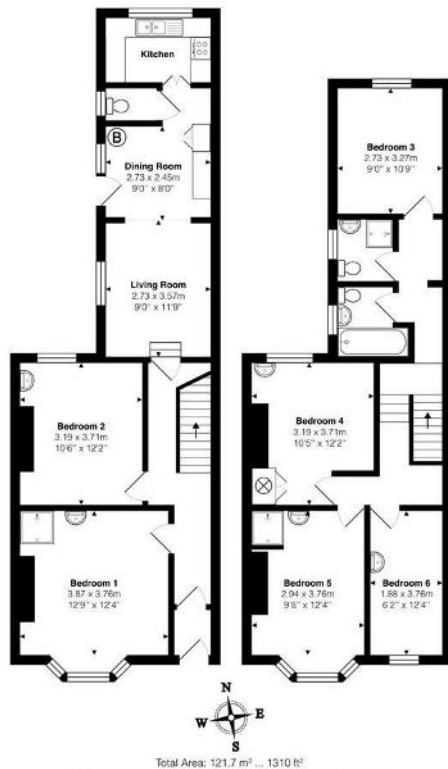 Kitchen
B
Dining Room
2.73 x 2.45m
9'0" x 8'0"
Living Room
2.73 x 3.57m
9'0" x 11'9"
Bedroom 2
3.19 x 3.71m
10'6" x 12'2"
Bedroom 1
3.87 x 3.76m
12'9" x 12'4"
Bedroom 3
2.73 x 3.27m
9'0" x 10'9"
Bedroom 4
3.19 x 3.71m
10'5" x 12'2"
Bedroom 5
2.94 x 3.76m
9'8" x 12'4"
Bedroom 6
1.88 x 3.76m
6'2" x 12'4"
N
W E
S
Total Area: 121.7 m² ... 1310 ft²